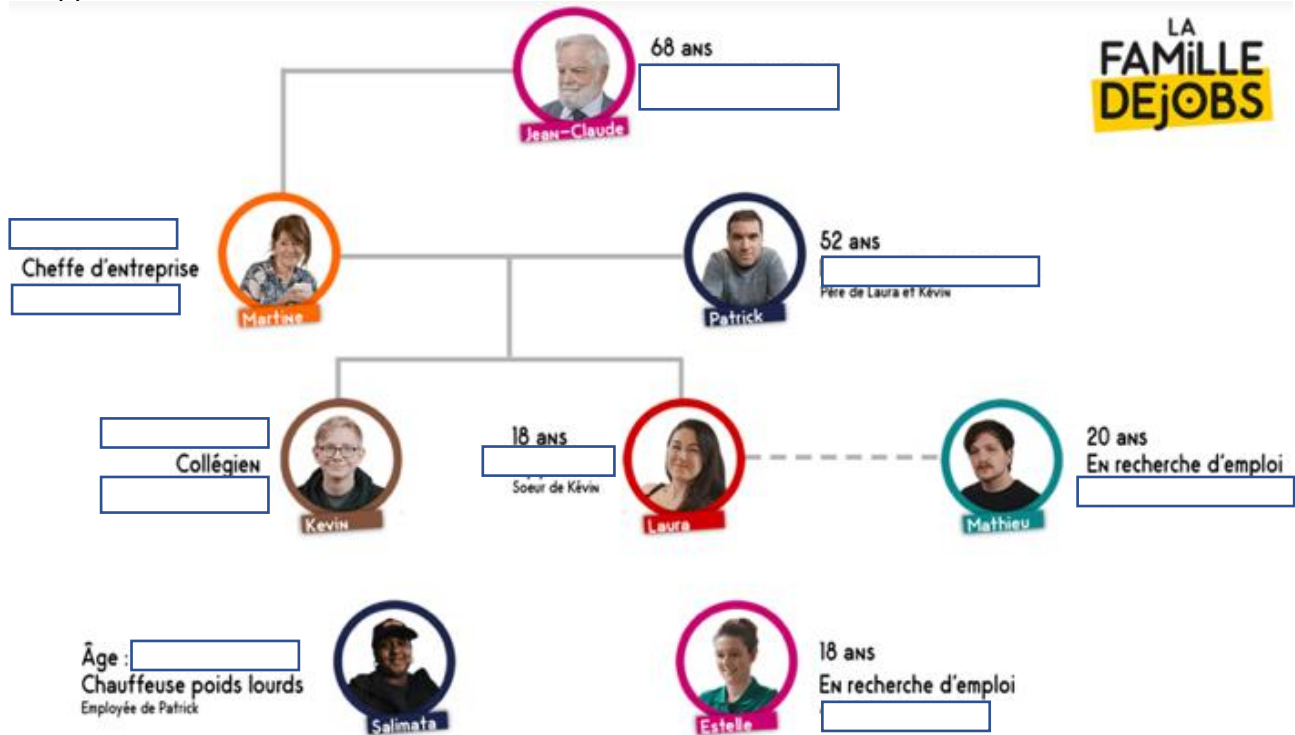 68 ans
LA
FAMiLLE
DEjOBS
Jean-Claude
Cheffe d'entreprise
Martine
52 ans
Père de Laura et Kévin
Patrick
Collégien
Kevin
18 ans
Soeur de Kévin
Laura
20 ans
En recherche d'emploi
Mathieu
Âge :
Chauffeuse poids lourds
Employée de Patrick
Salimata
18 ans
En recherche d'emploi
Estelle